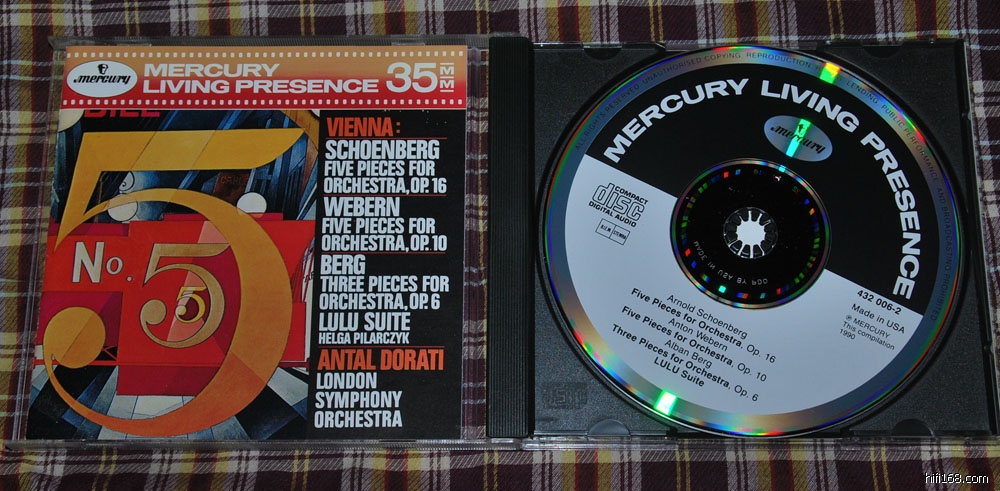 mercury
MERCURY
LIVING PRESENCE
35 MM
BILL
No. 5
5
5
VIENNA:
SCHOENBERG
FIVE PIECES FOR
ORCHESTRA, OP. 16
WEBERN
FIVE PIECES FOR
ORCHESTRA, OP. 10
BERG
THREE PIECES FOR
ORCHESTRA, OP. 6
LULU SUITE
HELGA PILARCZYK
ANTAL DORATI
LONDON
SYMPHONY
ORCHESTRA
MERCURY LIVING PRESENCE
mercury
COMPACT
disc
DIGITAL AUDIO
432 006-2
Made in USA
℗ MERCURY
This compilation
1990
Arnold Schoenberg
Five Pieces for Orchestra, Op. 16
Anton Webern
Five Pieces for Orchestra, Op. 10
Alban Berg
Three Pieces for Orchestra, Op. 6
LULU Suite
hifi168.com